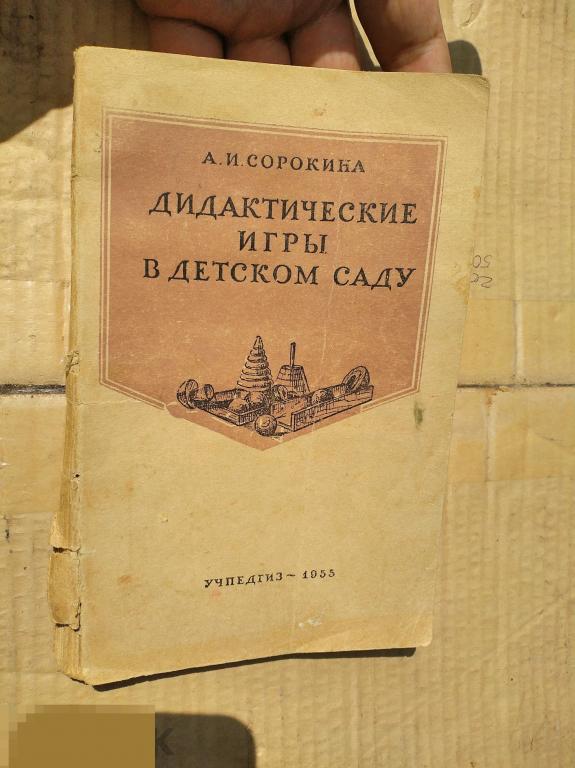 А.И.СОРОКИНА
ДИДАКТИЧЕСКИЕ
ИГРЫ
В ДЕТСКОМ САДУ
УЧПЕДГИЗ – 1955